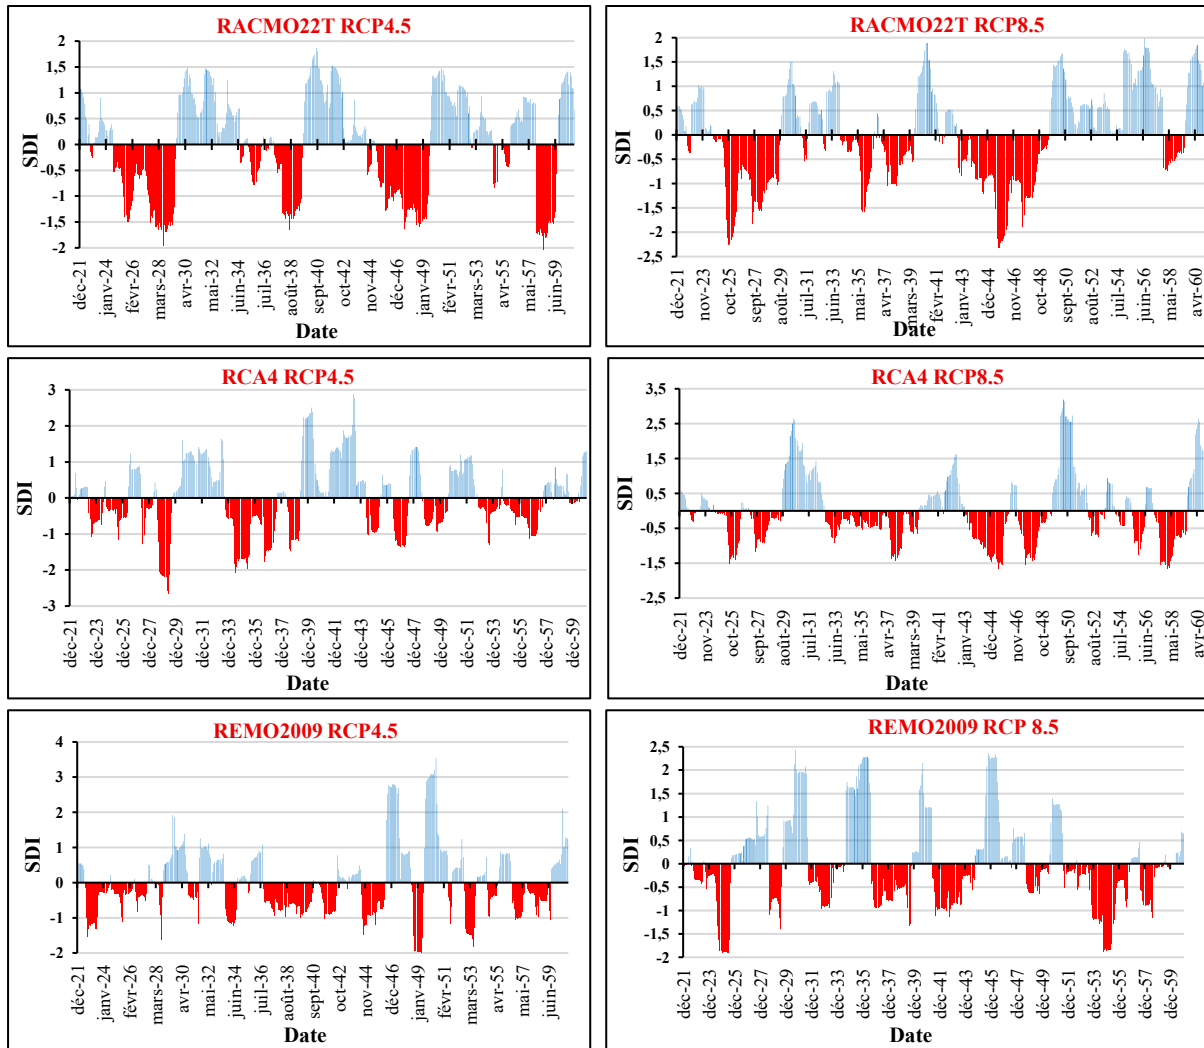 RACMO22T RCP4.5
2
1,5
1
0,5
0
-0,5
-1
-1,5
-2
SDI
déc-21
janv-24
févr-26
mars-28
avr-30
mai-32
juin-34
juil-36
août-38
sept-40
oct-42
nov-44
déc-46
janv-49
févr-51
mars-53
avr-55
mai-57
juin-59
Date
RACMO22T RCP8.5
2
1,5
1
0,5
0
-0,5
-1
-1,5
-2
-2,5
SDI
déc-21
nov-23
oct-25
sept-27
août-29
juil-31
juin-33
mai-35
avr-37
mars-39
févr-41
janv-43
déc-44
nov-46
oct-48
sept-50
août-52
juil-54
juin-56
mai-58
avr-60
Date
RCA4 RCP4.5
3
2
1
0
-1
-2
-3
SDI
déc-21
déc-23
déc-25
déc-27
déc-29
déc-31
déc-33
déc-35
déc-37
déc-39
déc-41
déc-43
déc-45
déc-47
déc-49
déc-51
déc-53
déc-55
déc-57
déc-59
Date
RCA4 RCP8.5
3,5
2,5
1,5
0,5
-0,5
-1,5
-2,5
SDI
déc-21
nov-23
oct-25
sept-27
août-29
juil-31
juin-33
mai-35
avr-37
mars-39
févr-41
janv-43
déc-44
nov-46
oct-48
sept-50
août-52
juil-54
juin-56
mai-58
avr-60
Date
REMO2009 RCP4.5
4
3
2
1
0
-1
-2
SDI
déc-21
janv-24
févr-26
mars-28
avr-30
mai-32
juin-34
juil-36
août-38
sept-40
oct-42
nov-44
déc-46
janv-49
févr-51
mars-53
avr-55
mai-57
juin-59
Date
REMO2009 RCP 8.5
2,5
2
1,5
1
0,5
0
-0,5
-1
-1,5
-2
SDI
déc-21
déc-23
déc-25
déc-27
déc-29
déc-31
déc-33
déc-35
déc-37
déc-39
déc-41
déc-43
déc-45
déc-47
déc-49
déc-51
déc-53
déc-55
déc-57
déc-59
Date